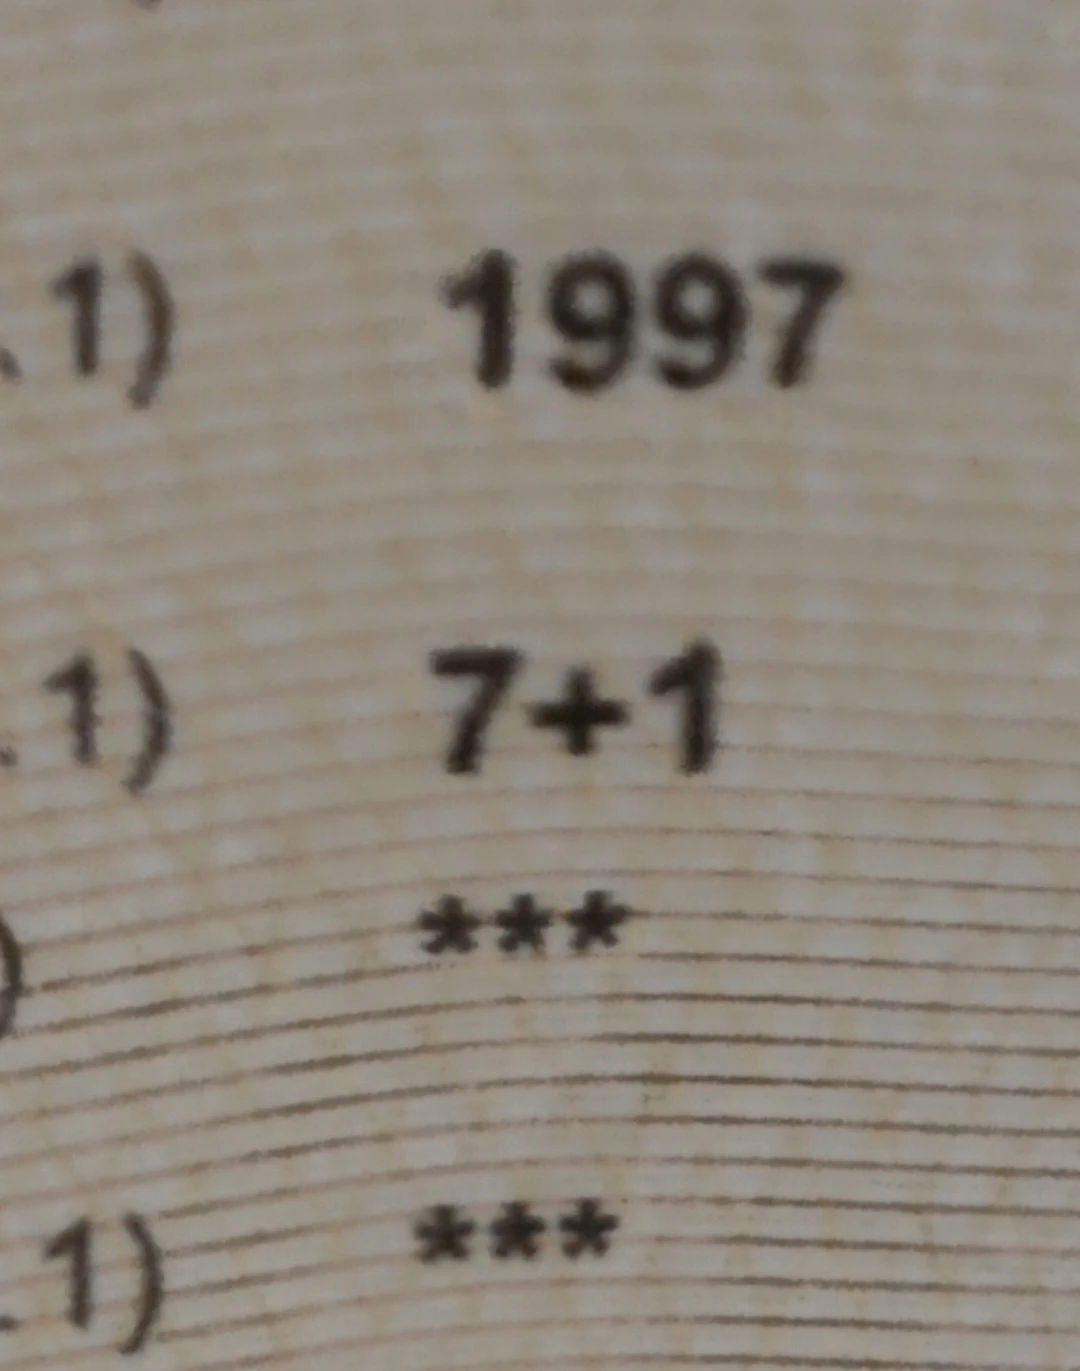 .1) 1997
.1) 7+1
) ***
.1) ***